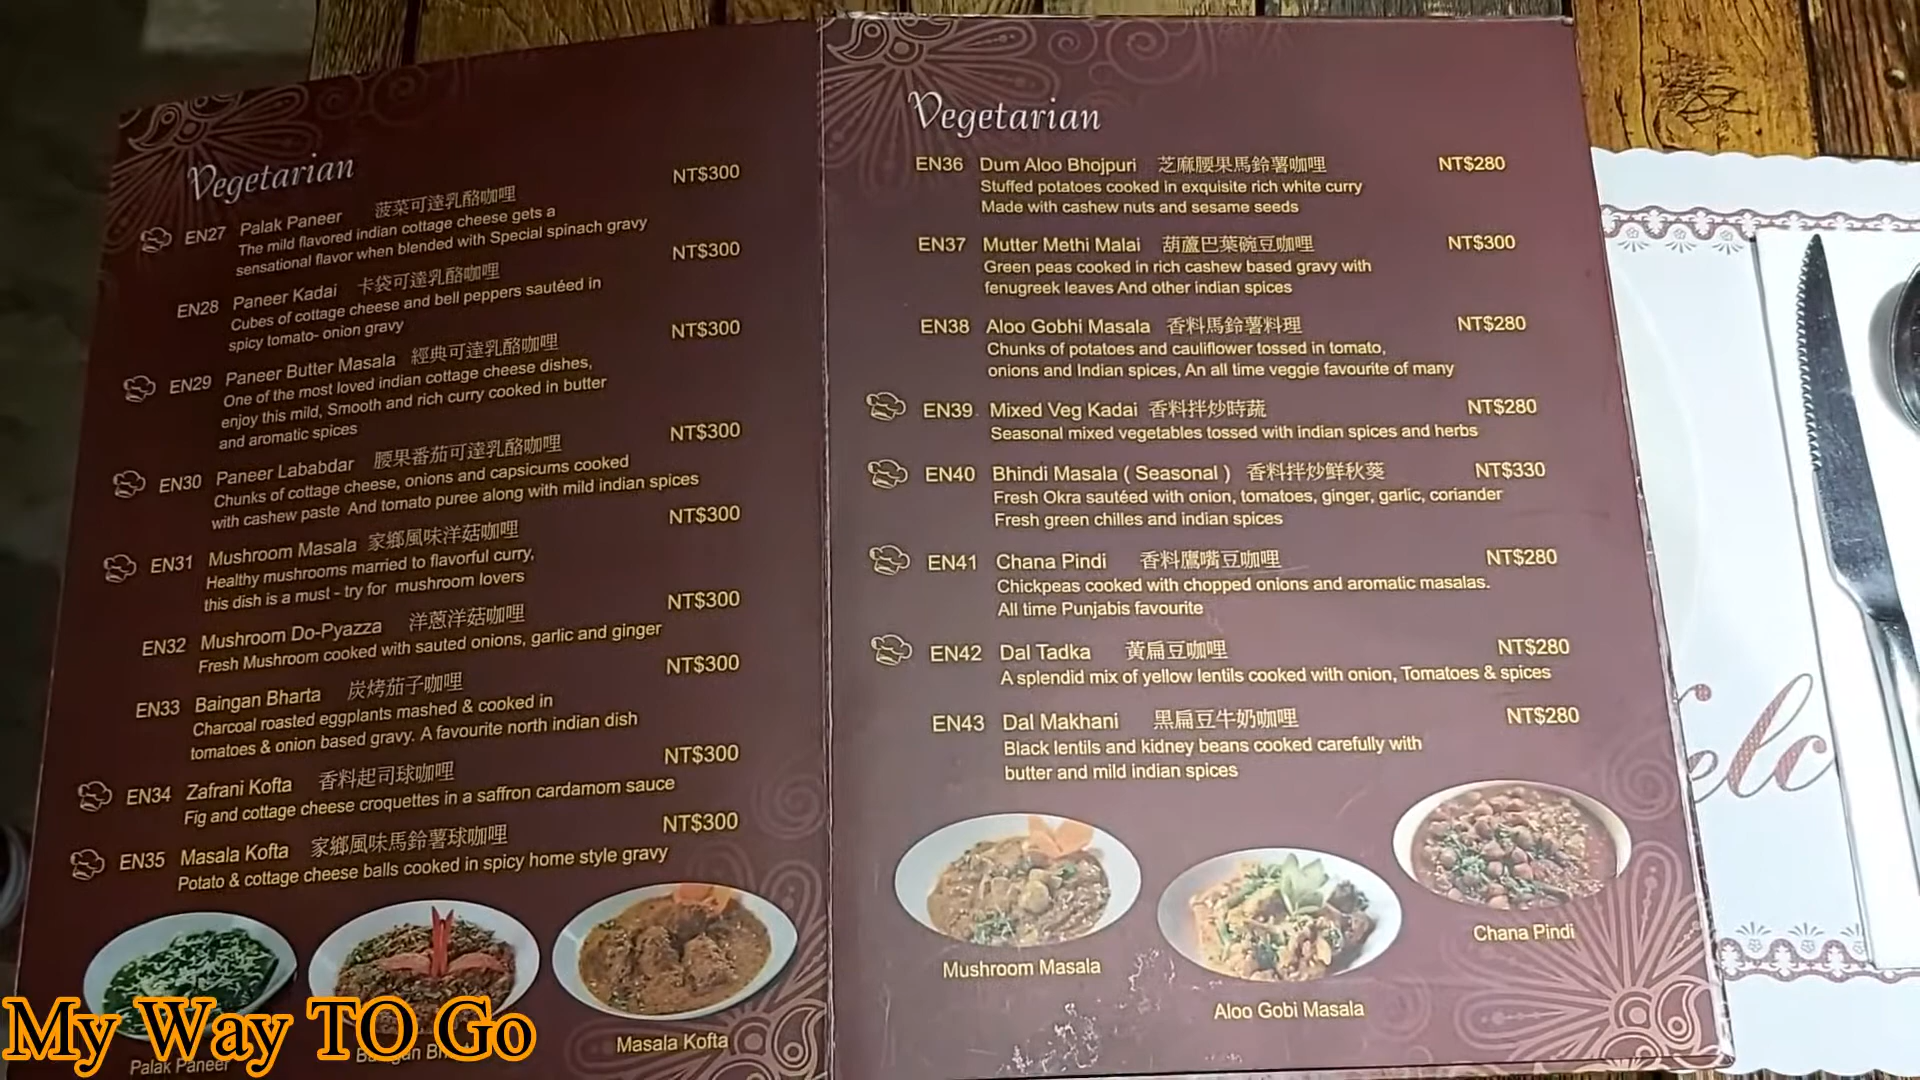 Vegetarian
EN27 Palak Paneer 菠菜可達乳酪咖哩 NT$300
The mild flavored indian cottage cheese gets a
sensational flavor when blended with Special spinach gravy
EN28 Paneer Kadai 卡袋可達乳酪咖哩 NT$300
Cubes of cottage cheese and bell peppers sautéed in
spicy tomato- onion gravy
EN29 Paneer Butter Masala 經典可達乳酪咖哩 NT$300
One of the most loved indian cottage cheese dishes,
enjoy this mild, Smooth and rich curry cooked in butter
and aromatic spices
EN30 Paneer Lababdar 腰果番茄可達乳酪咖哩 NT$300
Chunks of cottage cheese, onions and capsicums cooked
with cashew paste And tomato puree along with mild indian spices
EN31 Mushroom Masala 家鄉風味洋菇咖哩 NT$300
Healthy mushrooms married to flavorful curry,
this dish is a must - try for mushroom lovers
EN32 Mushroom Do-Pyazza 洋蔥洋菇咖哩 NT$300
Fresh Mushroom cooked with sauted onions, garlic and ginger
EN33 Baingan Bharta 炭烤茄子咖哩 NT$300
Charcoal roasted eggplants mashed & cooked in
tomatoes & onion based gravy. A favourite north indian dish
EN34 Zafrani Kofta 香料起司球咖哩 NT$300
Fig and cottage cheese croquettes in a saffron cardamom sauce
EN35 Masala Kofta 家鄉風味馬鈴薯球咖哩 NT$300
Potato & cottage cheese balls cooked in spicy home style gravy
Palak Paneer
Masala Kofta
Vegetarian
EN36 Dum Aloo Bhojpuri 芝麻腰果馬鈴薯咖哩 NT$280
Stuffed potatoes cooked in exquisite rich white curry
Made with cashew nuts and sesame seeds
EN37 Mutter Methi Malai 葫蘆巴葉碗豆咖哩 NT$300
Green peas cooked in rich cashew based gravy with
fenugreek leaves And other indian spices
EN38 Aloo Gobhi Masala 香料馬鈴薯料理 NT$280
Chunks of potatoes and cauliflower tossed in tomato,
onions and Indian spices, An all time veggie favourite of many
EN39 Mixed Veg Kadai 香料拌炒時蔬 NT$280
Seasonal mixed vegetables tossed with indian spices and herbs
EN40 Bhindi Masala ( Seasonal ) 香料拌炒鮮秋葵 NT$330
Fresh Okra sautéed with onion, tomatoes, ginger, garlic, coriander
Fresh green chilles and indian spices
EN41 Chana Pindi 香料鷹嘴豆咖哩 NT$280
Chickpeas cooked with chopped onions and aromatic masalas.
All time Punjabis favourite
EN42 Dal Tadka 黃扁豆咖哩 NT$280
A splendid mix of yellow lentils cooked with onion, Tomatoes & spices
EN43 Dal Makhani 黑扁豆牛奶咖哩 NT$280
Black lentils and kidney beans cooked carefully with
butter and mild indian spices
Mushroom Masala
Aloo Gobi Masala
Chana Pindi
My Way TO Go